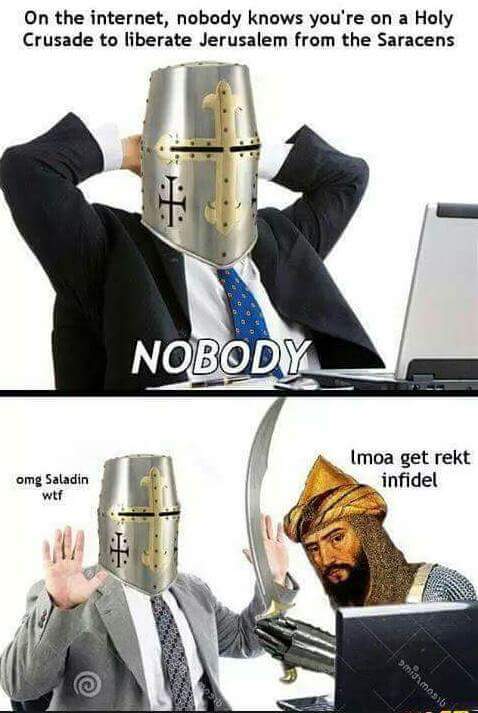 On the internet, nobody knows you're on a Holy
Crusade to liberate Jerusalem from the Saracens
NOBODY
omg Saladin
wtf
lmoa get rekt
infidel